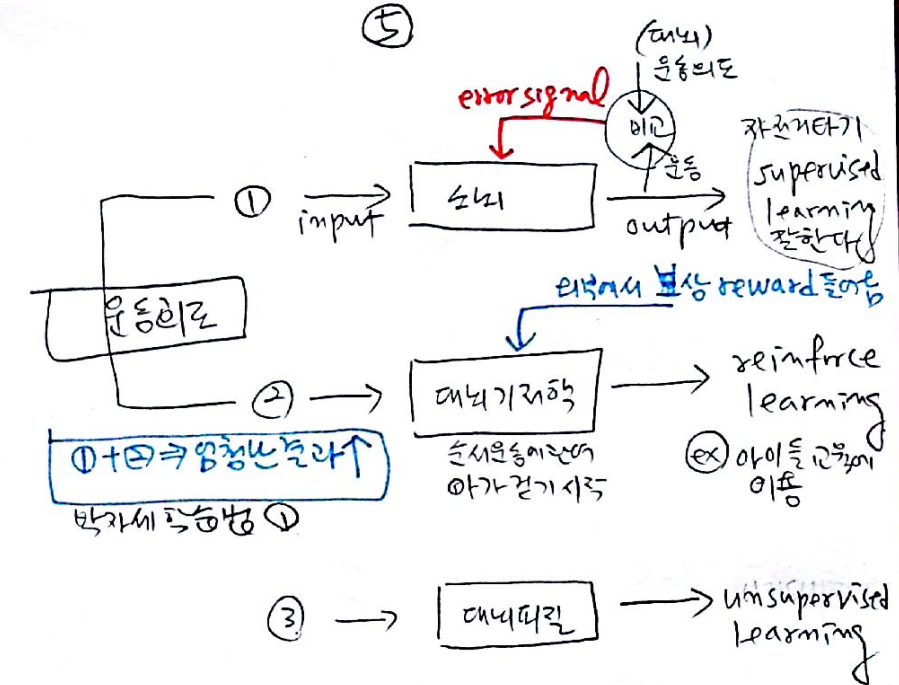 ⑤
(대뇌)
운동의도
error signal
비교
운동
자전거타기
supervised
learning
잘한다
①
input
소뇌
output
외부에서 보상 reward 들어옴
운동회로
②
대뇌기저핵
reinforce
learning
①+②⇒엄청난결과↑
순서운동에관여
아가 걷기 시작
ex 아이들 교육에
이용
박자세 학습법 ①
③
대뇌피질
unsupervised
learning